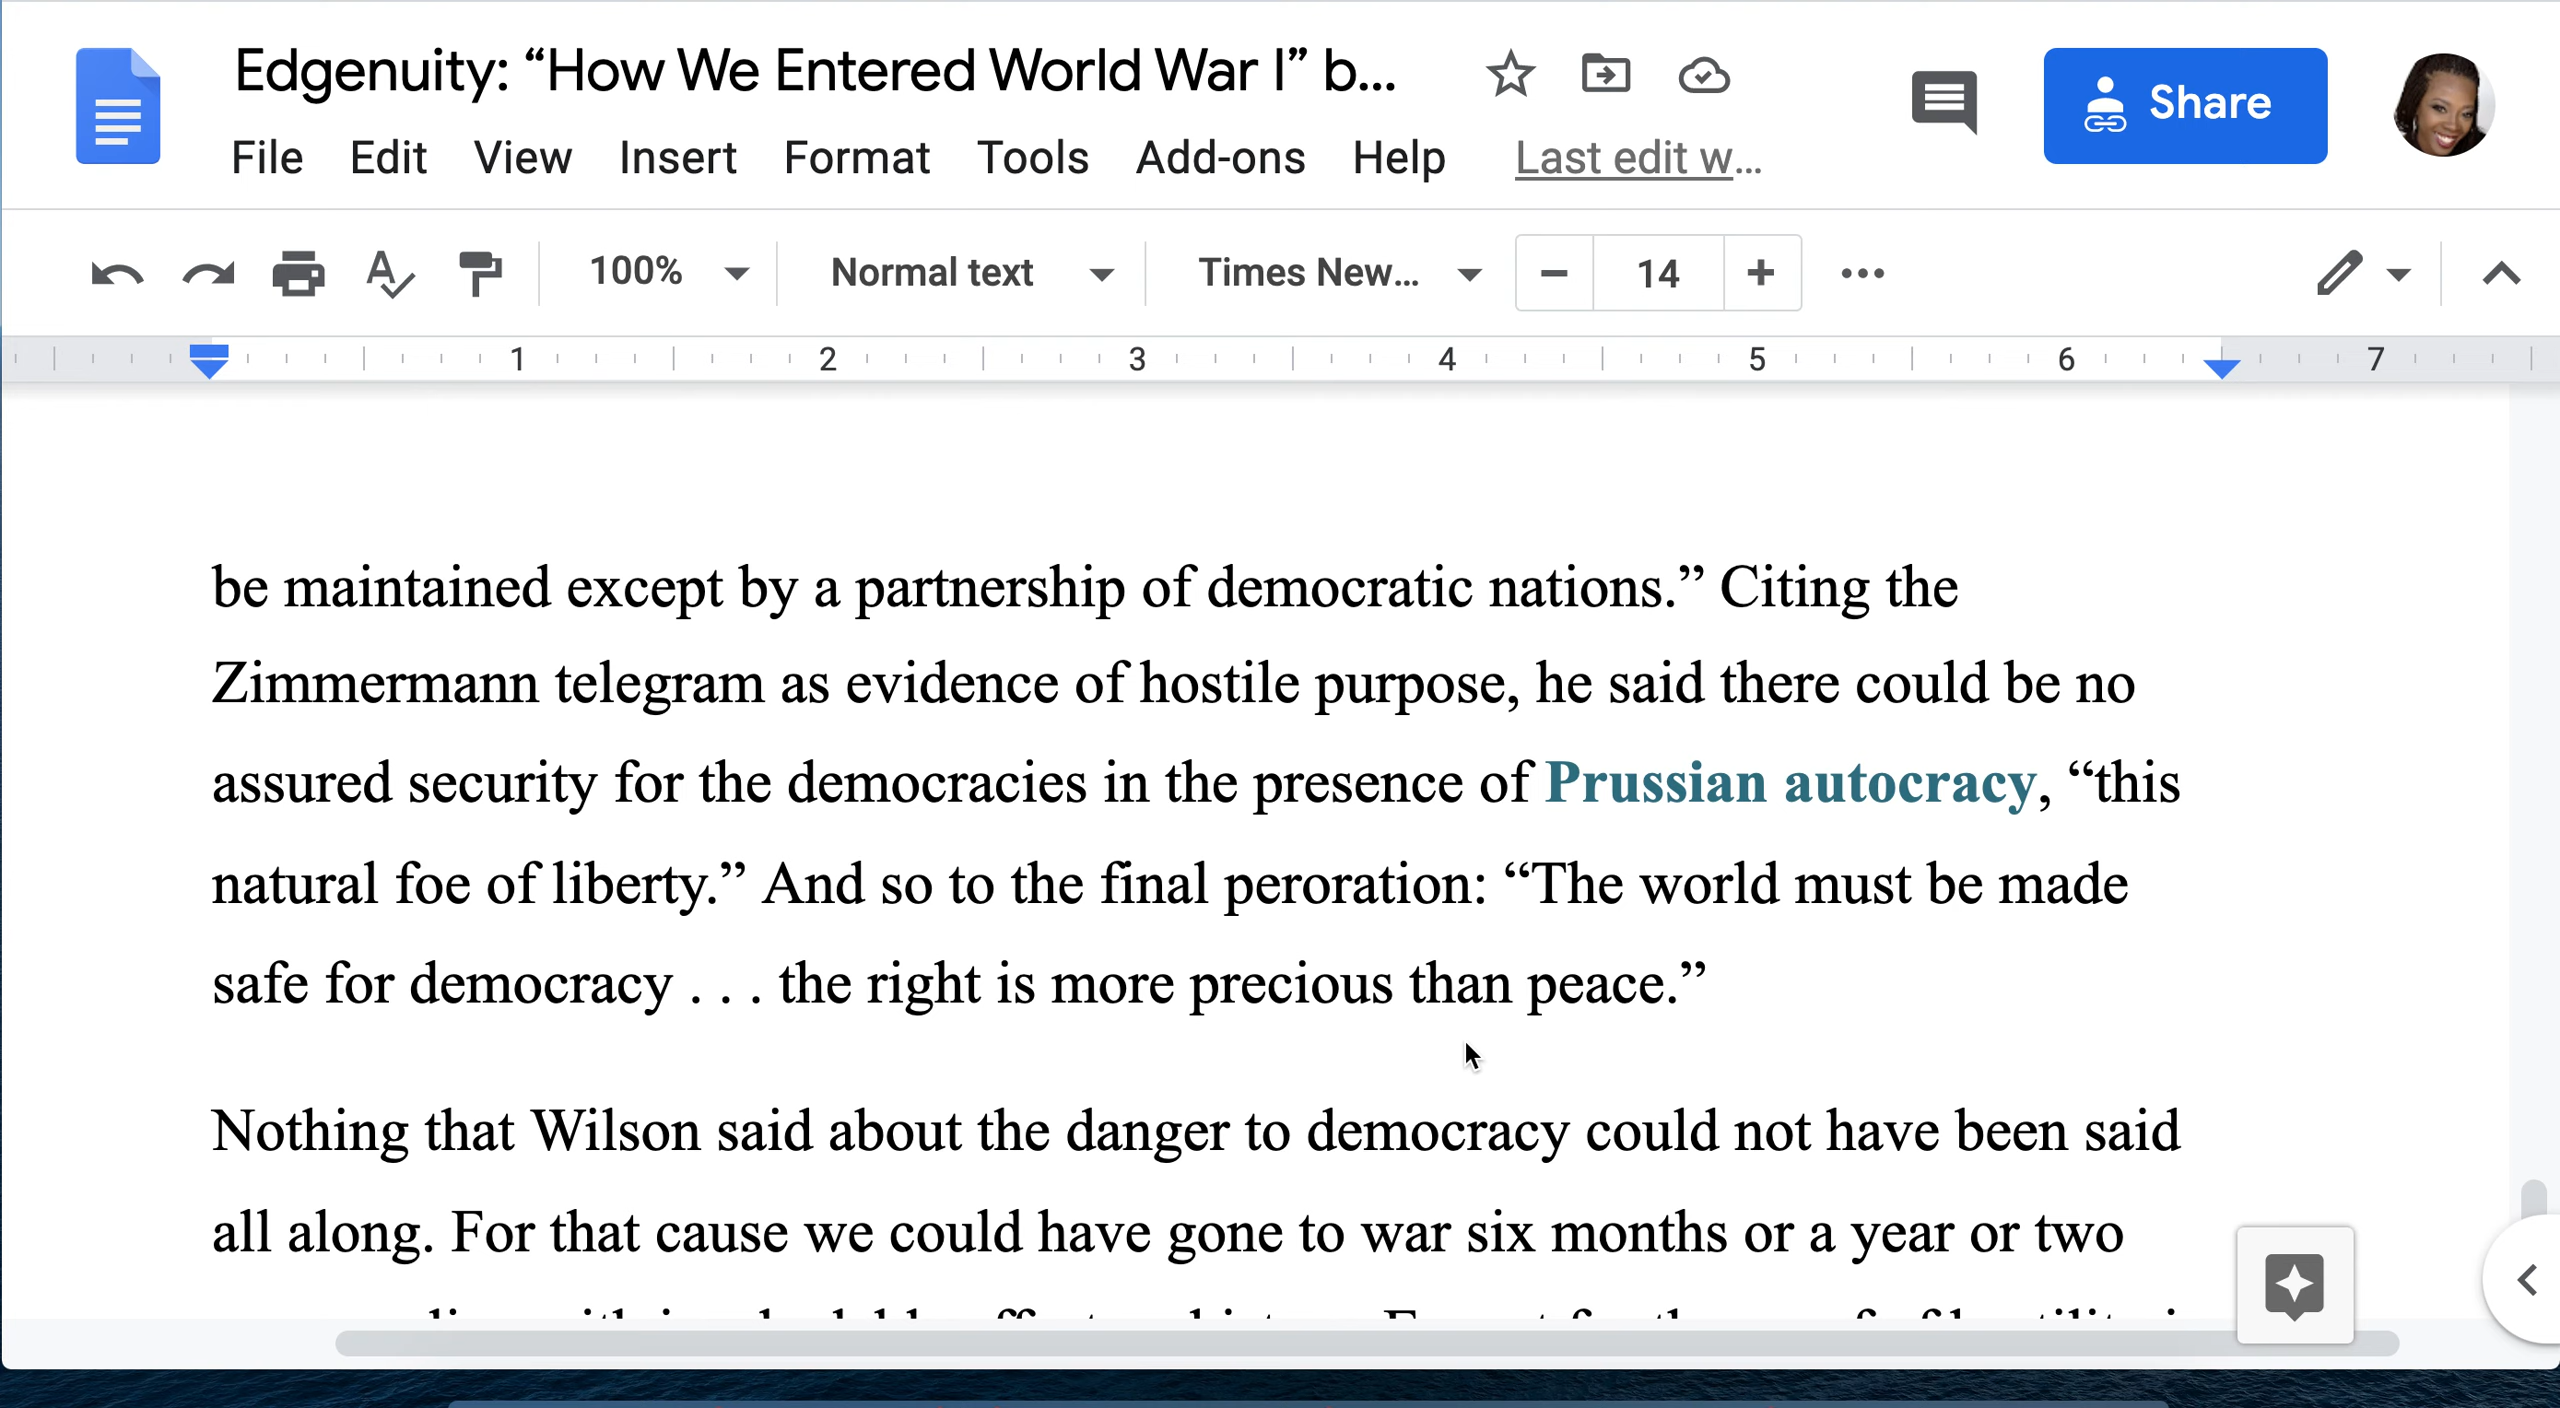 Edgenuity: “How We Entered World War I” b...
File Edit View Insert Format Tools Add-ons Help Last edit w...
Share
100% Normal text Times New... 14
1 2 3 4 5 6 7
be maintained except by a partnership of democratic nations.” Citing the
Zimmermann telegram as evidence of hostile purpose, he said there could be no
assured security for the democracies in the presence of Prussian autocracy, “this
natural foe of liberty.” And so to the final peroration: “The world must be made
safe for democracy . . . the right is more precious than peace.”
Nothing that Wilson said about the danger to democracy could not have been said
all along. For that cause we could have gone to war six months or a year or two